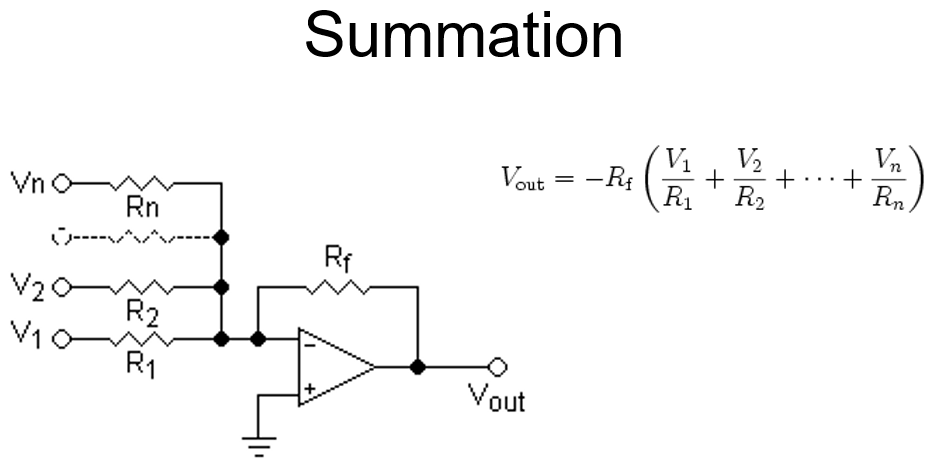 Summation
Vn
Rn
V2
R2
V1
R1
Rf
−
+
Vout
Vout = −Rf (V1/R1 + V2/R2 + ··· + Vn/Rn)